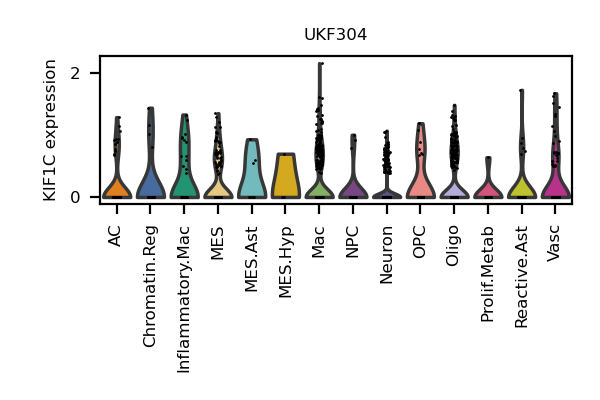 UKF304
KIF1C expression
2
0
AC
Chromatin.Reg
Inflammatory.Mac
MES
MES.Ast
MES.Hyp
Mac
NPC
Neuron
OPC
Oligo
Prolif.Metab
Reactive.Ast
Vasc